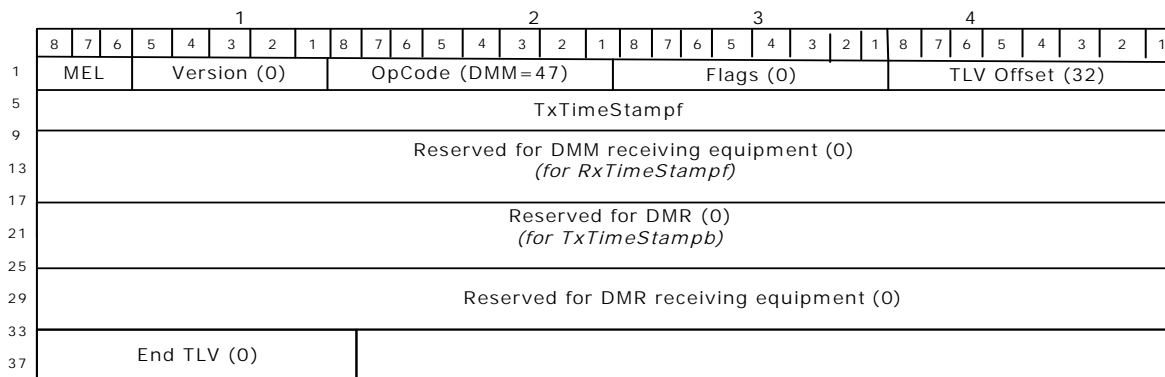 1 2 3 4
8 7 6 5 4 3 2 1 8 7 6 5 4 3 2 1 8 7 6 5 4 3 2 1 8 7 6 5 4 3 2 1
1 MEL Version (0) OpCode (DMM=47) Flags (0) TLV Offset (32)
5 TxTimeStampf
9
Reserved for DMM receiving equipment (0)
13 (for RxTimeStampf)
17
Reserved for DMR (0)
21 (for TxTimeStampb)
25
29 Reserved for DMR receiving equipment (0)
33
End TLV (0)
37